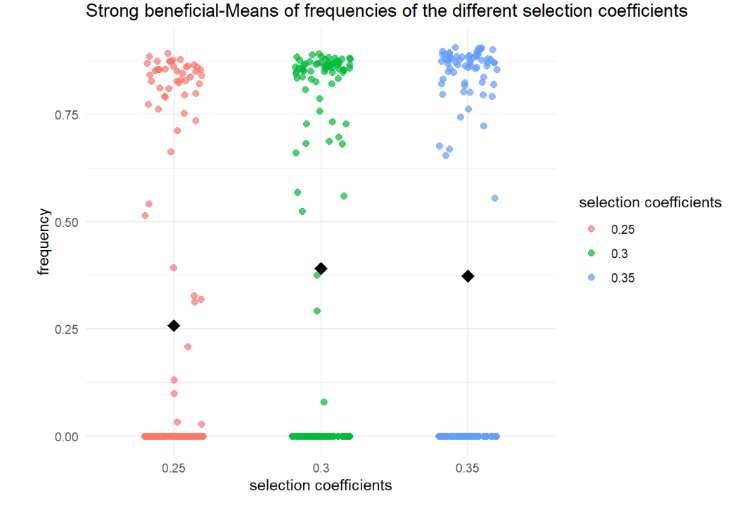 Strong beneficial-Means of frequencies of the different selection coefficients
frequency
0.75
0.50
0.25
0.00
0.25
0.3
0.35
selection coefficients
selection coefficients
0.25
0.3
0.35